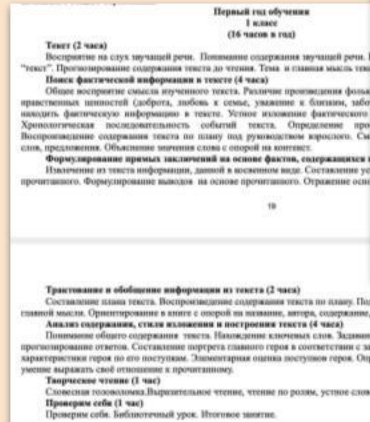 Первый год обучения
1 класс
(16 часов в год)
Текст (2 часа)
Восприятие на слух звучащей речи. Понимание содержания звучащей речи.
"текст". Прогнозирование содержания текста до чтения. Тема и главная мысль
Поиск фактической информации в тексте (4 часа)
Общее восприятие смысла изученного текста. Различие произведения
нравственных ценностей (доброта, любовь к семье, уважение к близким,
находить фактическую информацию в тексте. Устное изложение фактического
Хронологическая последовательность событий текста. Определение
Воспроизведение содержания текста по плану под руководством взрослого.
слов, предложения. Объяснение значения слова с опорой на контекст.
Формулирование прямых заключений на основе фактов, содержащихся
Извлечение из текста информации, данной в косвенном виде. Составление
прочитанного. Формулирование выводов на основе прочитанного. Отражение
19
Трактование и обобщение информации из текста (2 часа)
Составление плана текста. Воспроизведение содержания текста по плану.
главной мысли. Ориентирование в книге с опорой на название, автора, содержание,
Анализ содержания, стиля изложения и построения текста (4 часа)
Понимание общего содержания текста. Нахождение ключевых слов.
прогнозирование ответов. Составление портрета главного героя в соответствии с
характеристики героя по его поступкам. Элементарная оценка поступков героя.
умение выражать своё отношение к прочитанному.
Творческое чтение (1 час)
Словесная головоломка.Выразительное чтение, чтение по ролям, устное
Проверим себя (1 час)
Проверим себя. Библиотечный урок. Итоговое занятие.